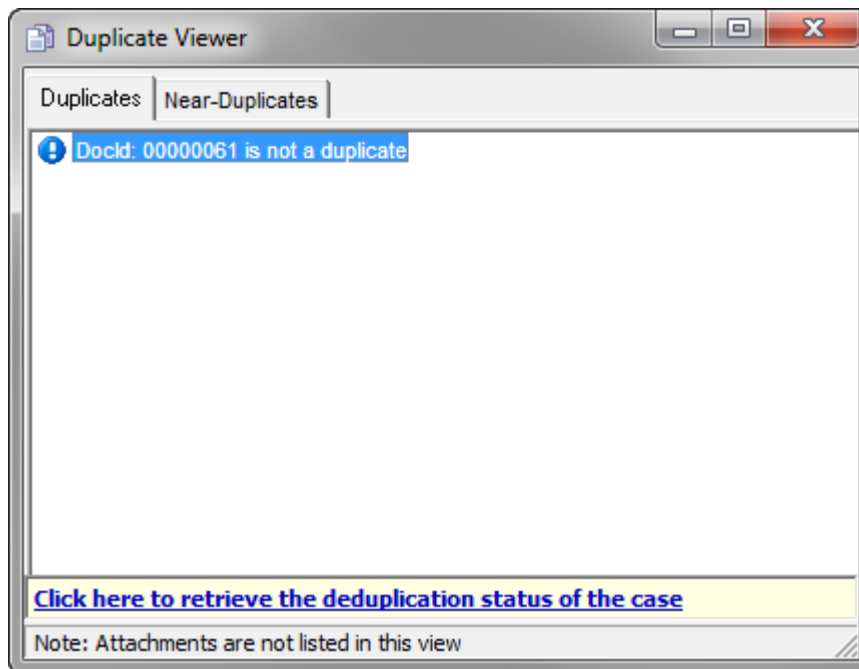 Duplicate Viewer
Duplicates Near-Duplicates
DocId: 00000061 is not a duplicate
Click here to retrieve the deduplication status of the case
Note: Attachments are not listed in this view